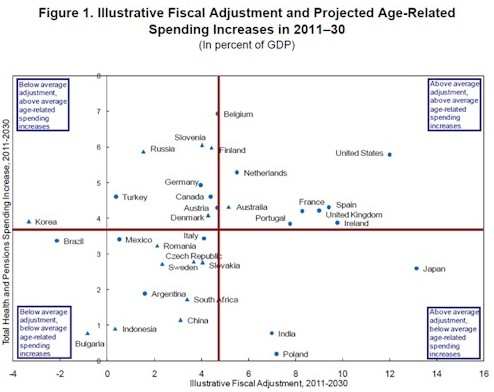 Figure 1. Illustrative Fiscal Adjustment and Projected Age-Related
Spending Increases in 2011–30
(In percent of GDP)
8
Below average
adjustment,
above average
age-related
spending
increases
Above average
adjustment,
above average
age-related
spending
increases
7
Belgium
Slovenia
6
Russia
Finland
United States
Netherlands
5
Germany
Turkey
Canada
Austria
Australia
France
Spain
Denmark
Portugal
United Kingdom
Ireland
4
Korea
Brazil
Mexico
Italy
Romania
3
Czech Republic
Sweden
Slovakia
Japan
2
Argentina
South Africa
Below average
adjustment,
below average
age-related
spending
increases
Above average
adjustment,
below average
age-related
spending
increases
China
1
Indonesia
India
Bulgaria
Poland
0
-4 -2 0 2 4 6 8 10 12 14 16
Illustrative Fiscal Adjustment, 2011-2030
Total Health and Pensions Spending Increase, 2011-2030